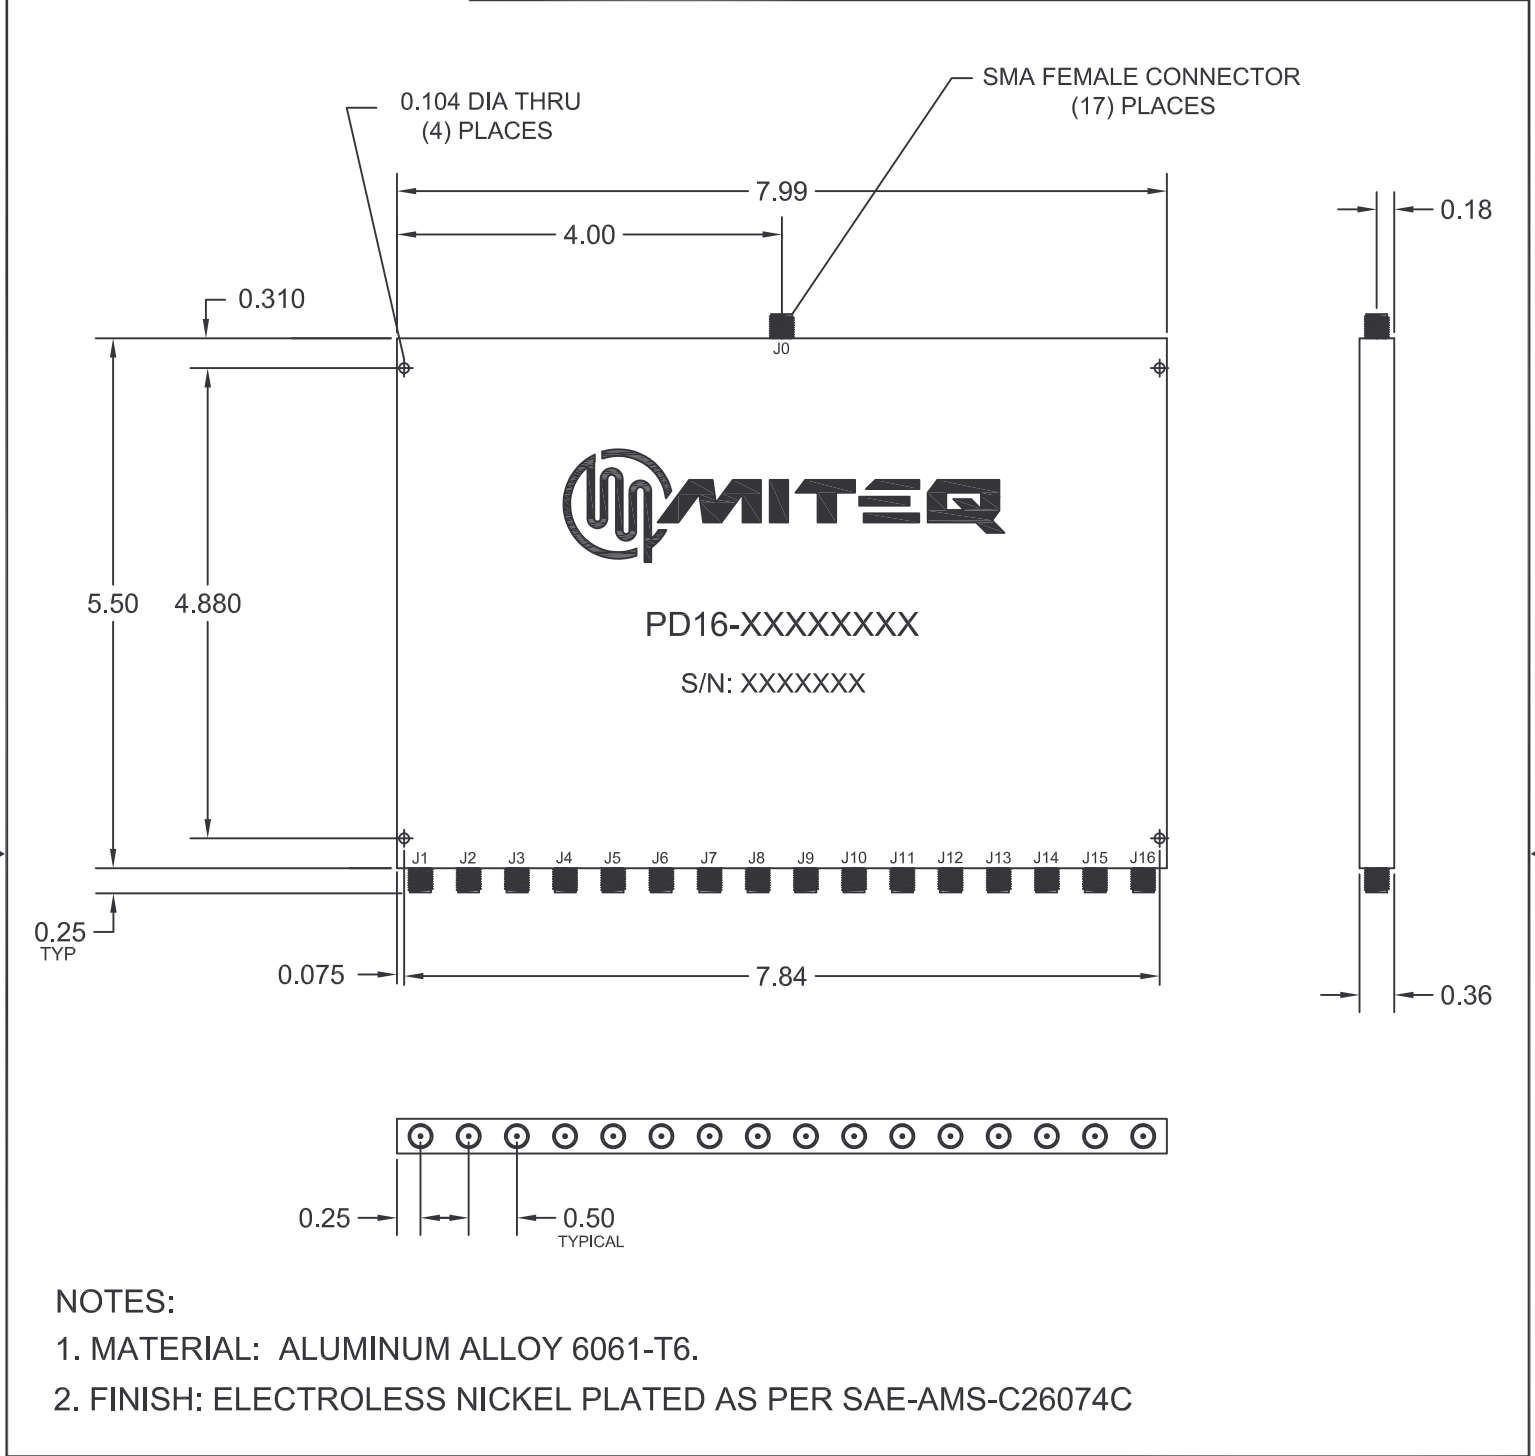 SMA FEMALE CONNECTOR
(17) PLACES
0.104 DIA THRU
(4) PLACES
7.99
0.18
4.00
0.310
J0
MITEQ
5.50
4.880
PD16-XXXXXXXX
S/N: XXXXXXX
J1 J2 J3 J4 J5 J6 J7 J8 J9 J10 J11 J12 J13 J14 J15 J16
0.25
TYP
0.075
7.84
0.36
0.25
0.50
TYPICAL
NOTES:
1. MATERIAL: ALUMINUM ALLOY 6061-T6.
2. FINISH: ELECTROLESS NICKEL PLATED AS PER SAE-AMS-C26074C